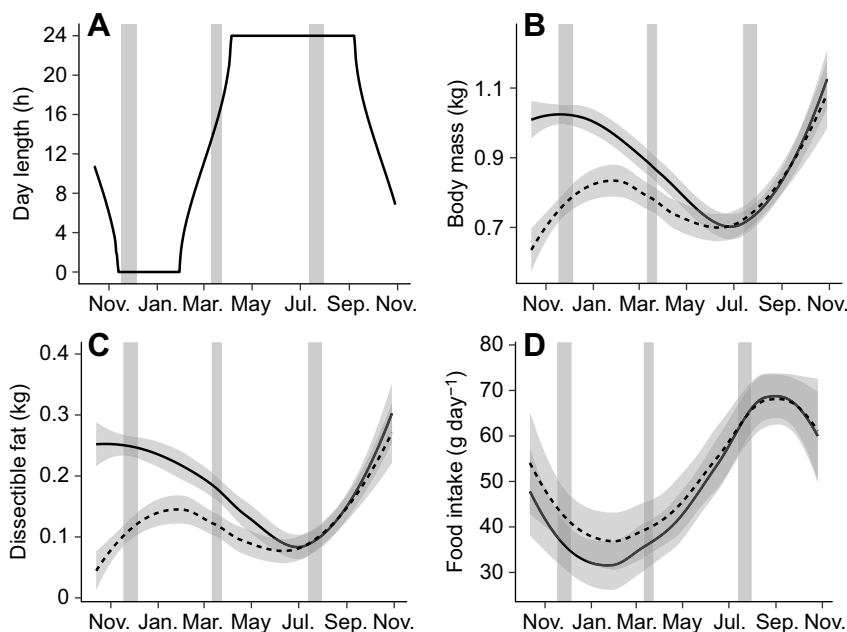 A
Day length (h)
24
20
16
12
8
4
0
Nov. Jan. Mar. May Jul. Sep. Nov.
B
Body mass (kg)
1.1
0.9
0.7
Nov. Jan. Mar. May Jul. Sep. Nov.
C
Dissectible fat (kg)
0.4
0.3
0.2
0.1
0
Nov. Jan. Mar. May Jul. Sep. Nov.
D
Food intake (g day−1)
80
70
60
50
40
30
Nov. Jan. Mar. May Jul. Sep. Nov.